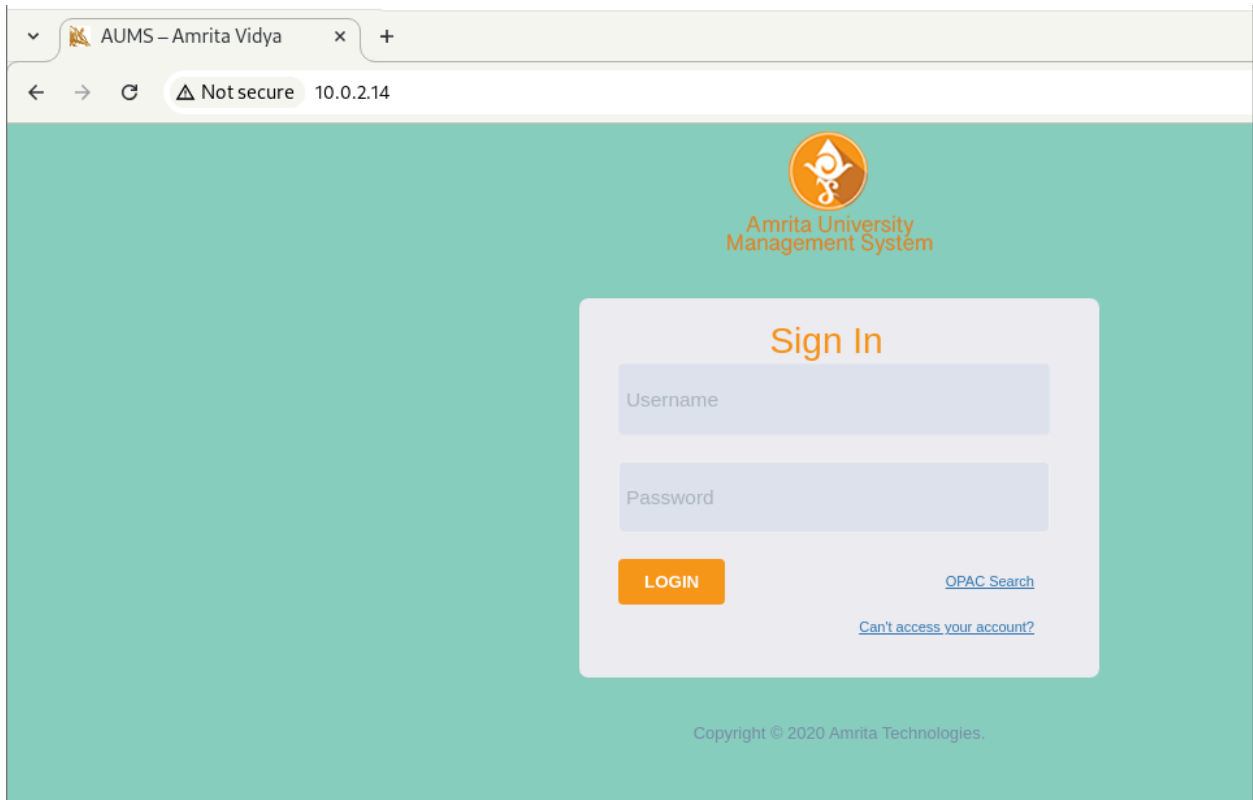 AUMS – Amrita Vidya
Not secure 10.0.2.14
Amrita University
Management System
Sign In
Username
Password
LOGIN OPAC Search
Can't access your account?
Copyright © 2020 Amrita Technologies.